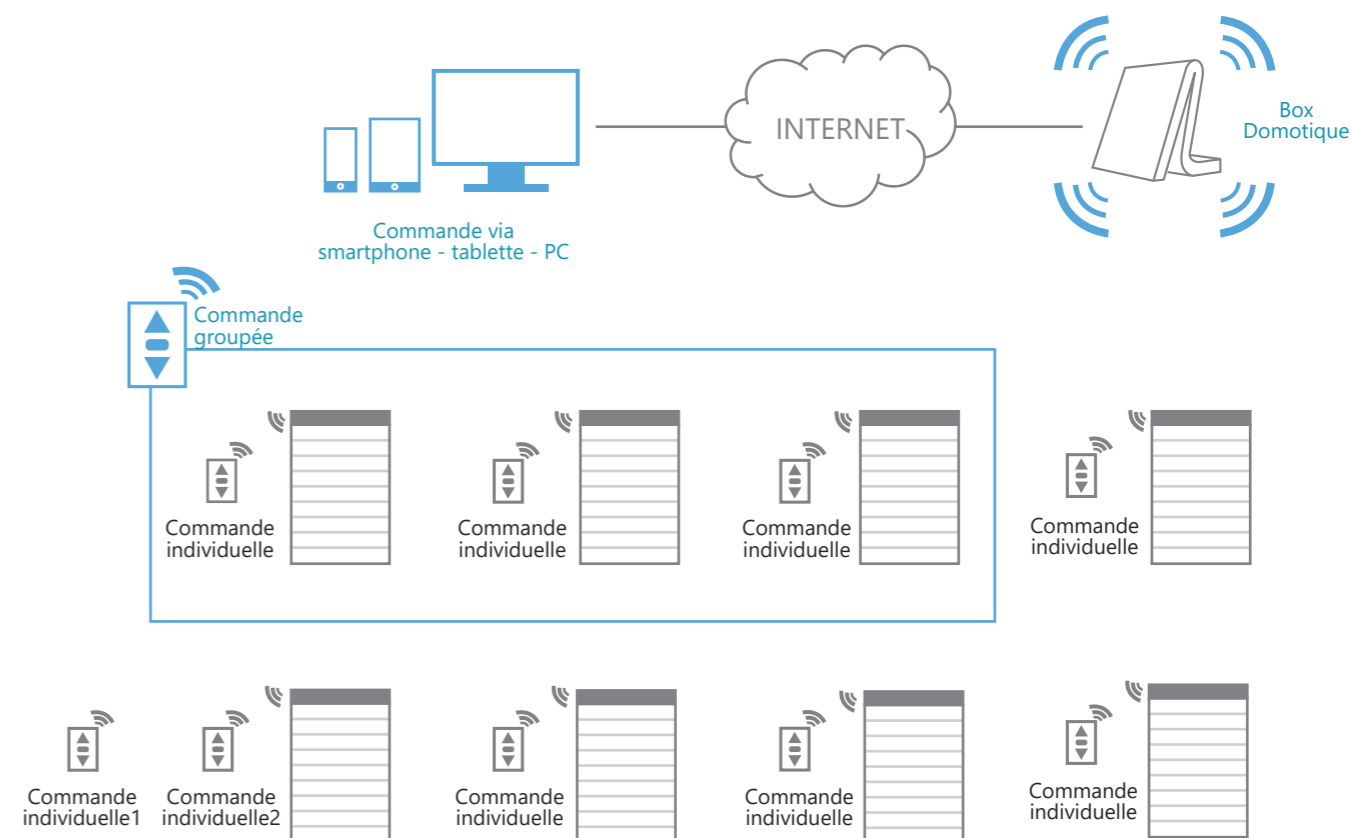 INTERNET
Box
Domotique
Commande via
smartphone - tablette - PC
Commande
groupée
Commande
individuelle
Commande
individuelle
Commande
individuelle
Commande
individuelle
Commande
individuelle1
Commande
individuelle2
Commande
individuelle
Commande
individuelle
Commande
individuelle